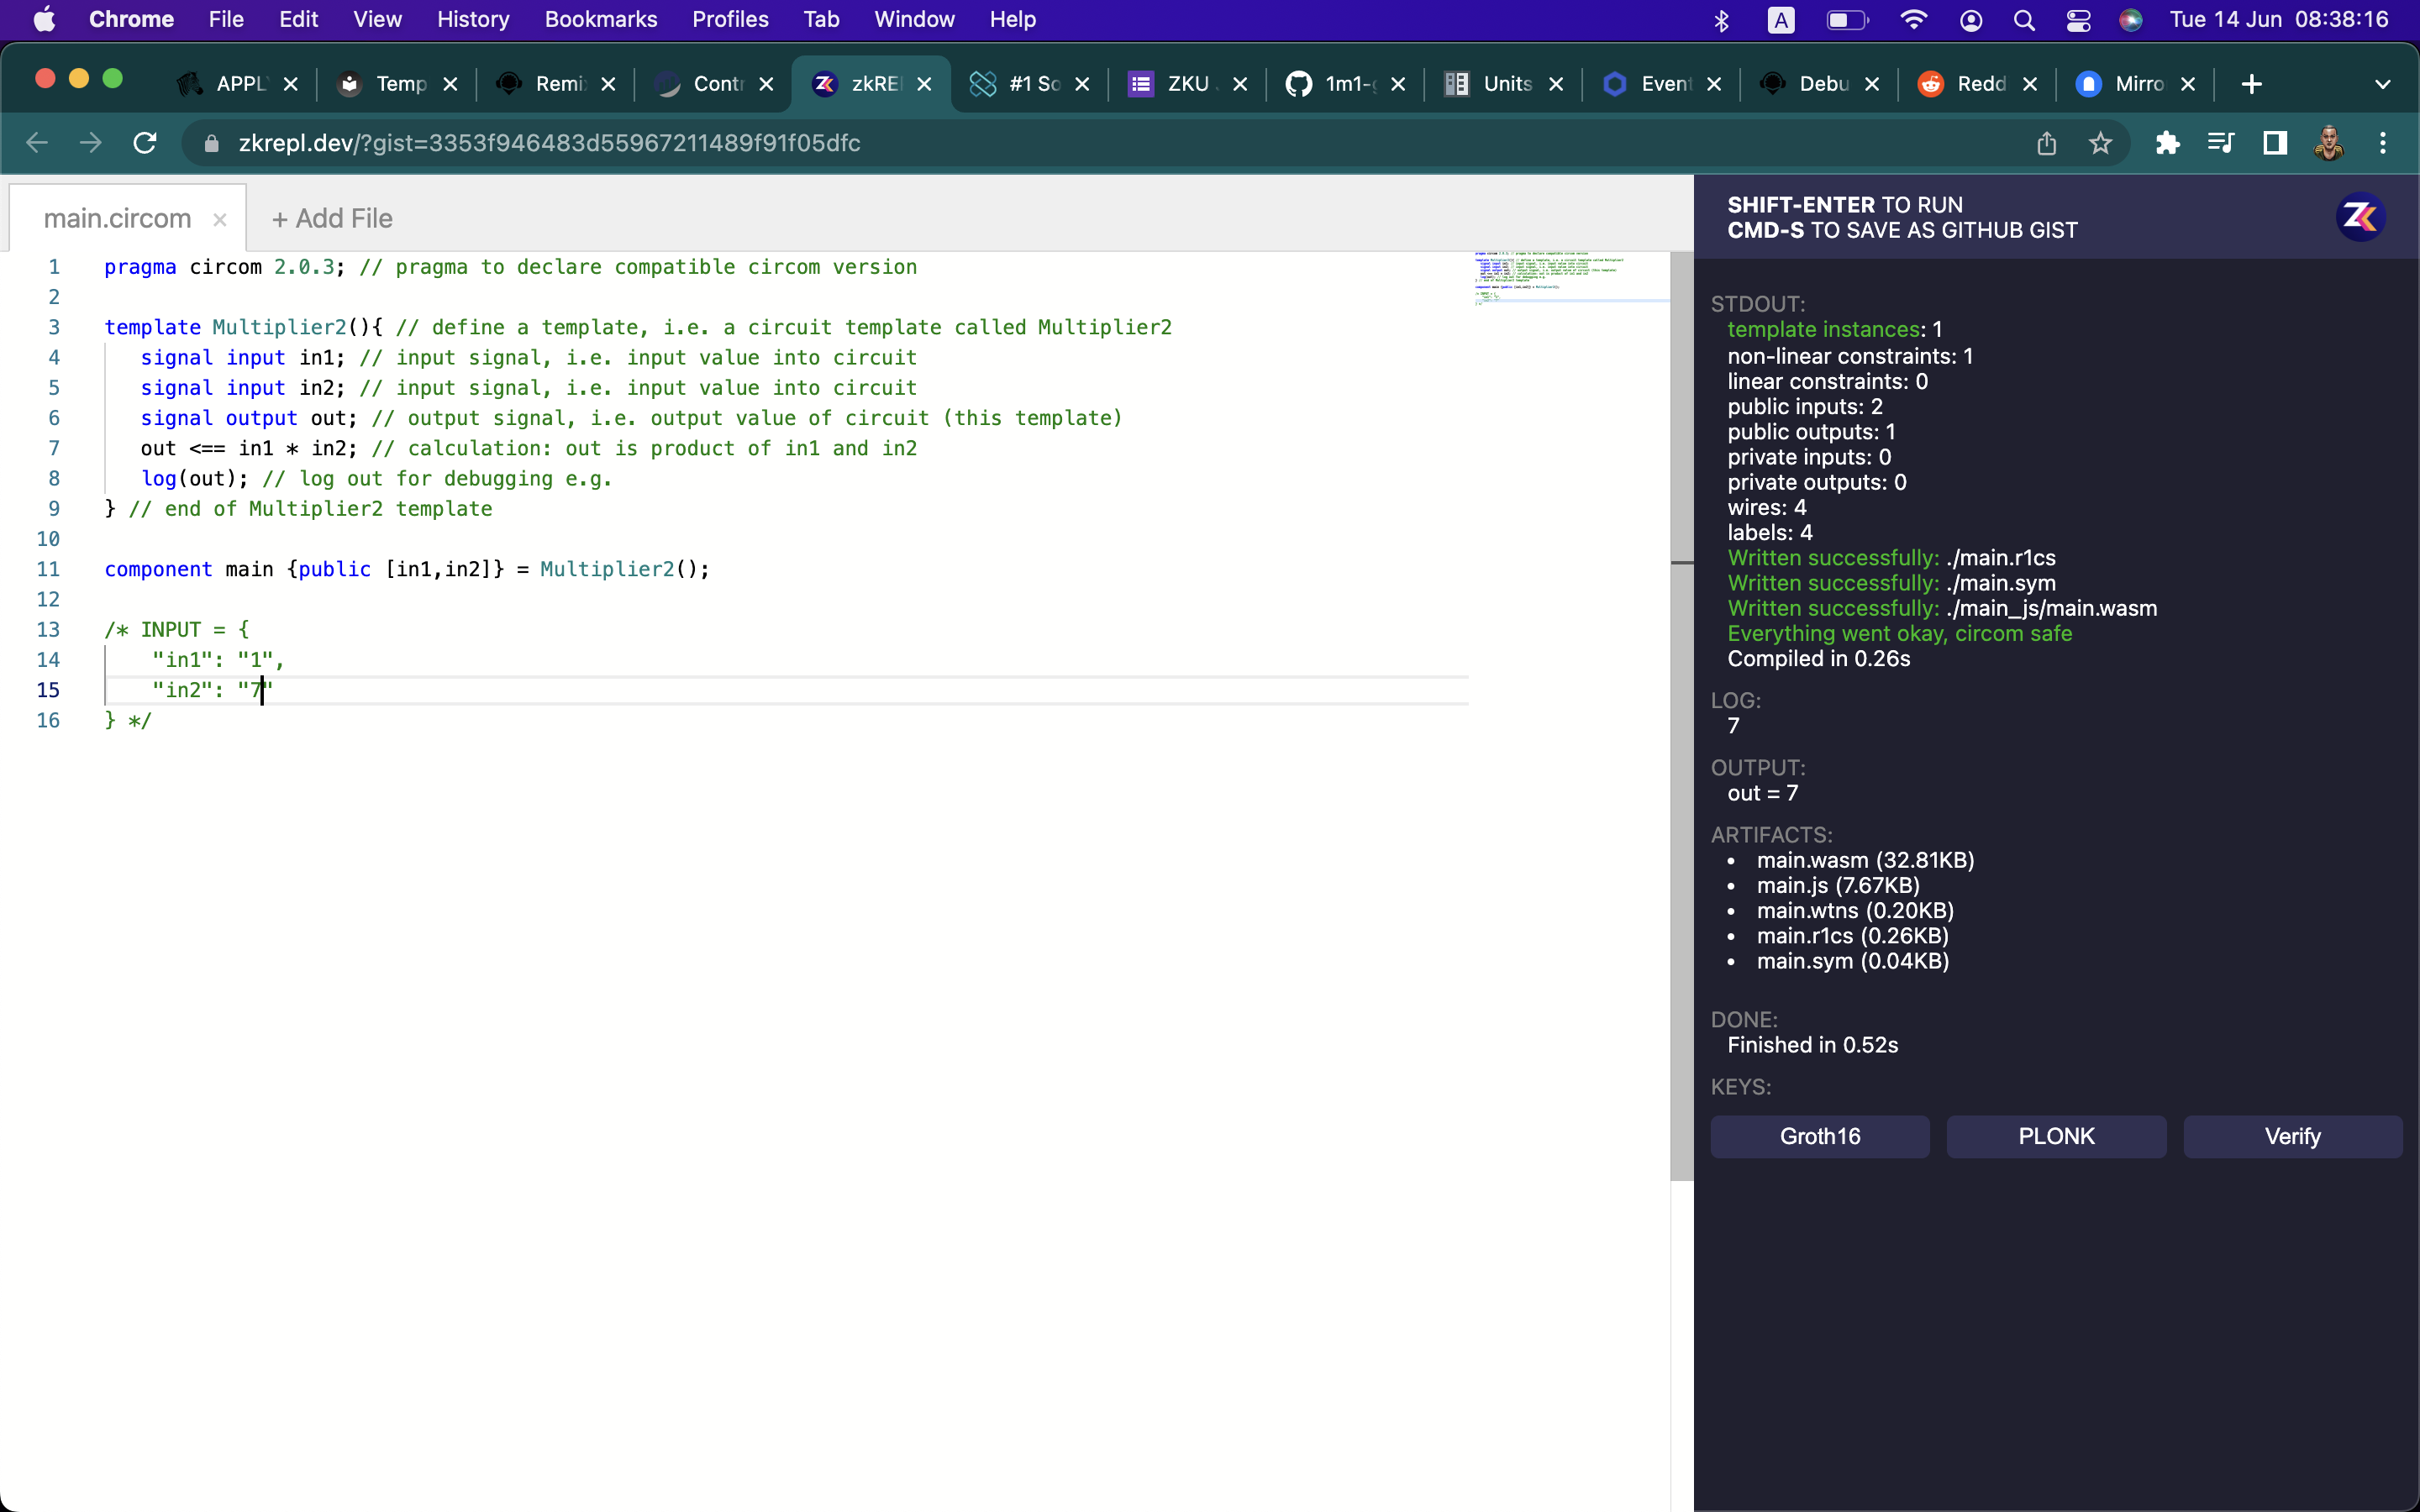 Chrome File Edit View History Bookmarks Profiles Tab Window Help A Tue 14 Jun 08:38:16
APPL Temp Remi Contr zkREI #1 So ZKU 1m1-g Units Event Debu Redd Mirro
zkrepl.dev/?gist=3353f946483d55967211489f91f05dfc
main.circom + Add File
1 pragma circom 2.0.3; // pragma to declare compatible circom version
2
3 template Multiplier2(){ // define a template, i.e. a circuit template called Multiplier2
4 signal input in1; // input signal, i.e. input value into circuit
5 signal input in2; // input signal, i.e. input value into circuit
6 signal output out; // output signal, i.e. output value of circuit (this template)
7 out <== in1 * in2; // calculation: out is product of in1 and in2
8 log(out); // log out for debugging e.g.
9 } // end of Multiplier2 template
10
11 component main {public [in1,in2]} = Multiplier2();
12
13 /* INPUT = {
14 "in1": "1",
15 "in2": "7"
16 } */
SHIFT-ENTER TO RUN
CMD-S TO SAVE AS GITHUB GIST
STDOUT:
template instances: 1
non-linear constraints: 1
linear constraints: 0
public inputs: 2
public outputs: 1
private inputs: 0
private outputs: 0
wires: 4
labels: 4
Written successfully: ./main.r1cs
Written successfully: ./main.sym
Written successfully: ./main_js/main.wasm
Everything went okay, circom safe
Compiled in 0.26s
LOG:
7
OUTPUT:
out = 7
ARTIFACTS:
• main.wasm (32.81KB)
• main.js (7.67KB)
• main.wtns (0.20KB)
• main.r1cs (0.26KB)
• main.sym (0.04KB)
DONE:
Finished in 0.52s
KEYS:
Groth16 PLONK Verify